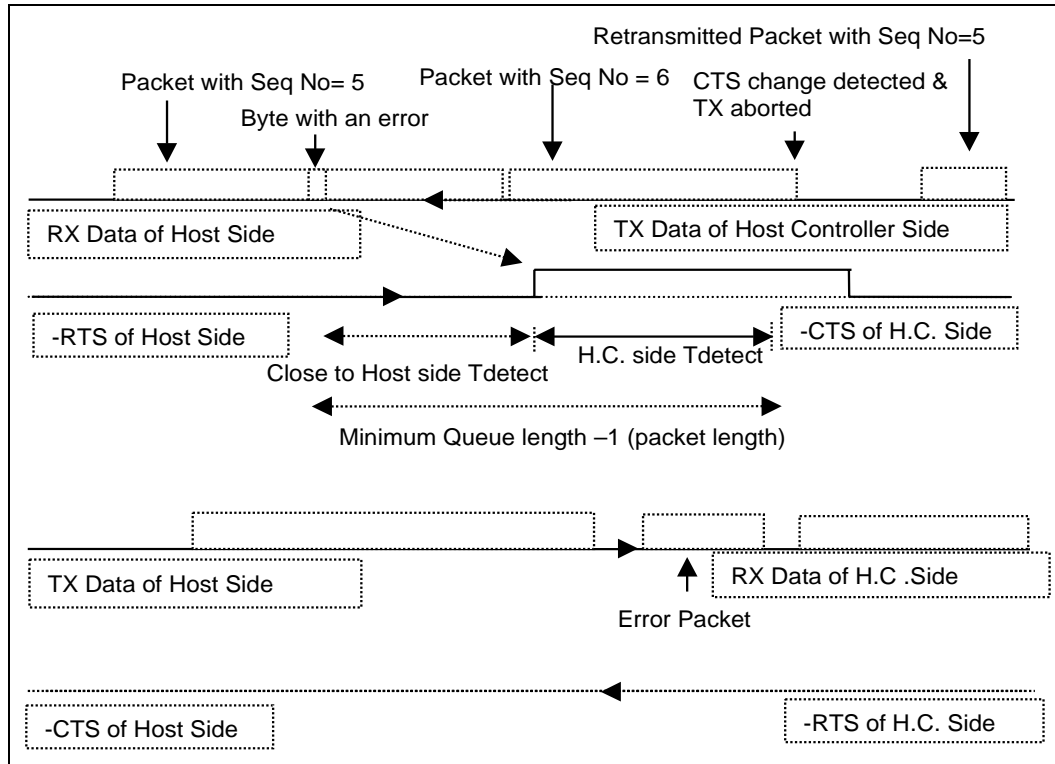 Retransmitted Packet with Seq No=5
Packet with Seq No= 5
Packet with Seq No = 6
CTS change detected &
TX aborted
Byte with an error
RX Data of Host Side
TX Data of Host Controller Side
-RTS of Host Side
-CTS of H.C. Side
H.C. side Tdetect
Close to Host side Tdetect
Minimum Queue length –1 (packet length)
TX Data of Host Side
RX Data of H.C .Side
Error Packet
-CTS of Host Side
-RTS of H.C. Side